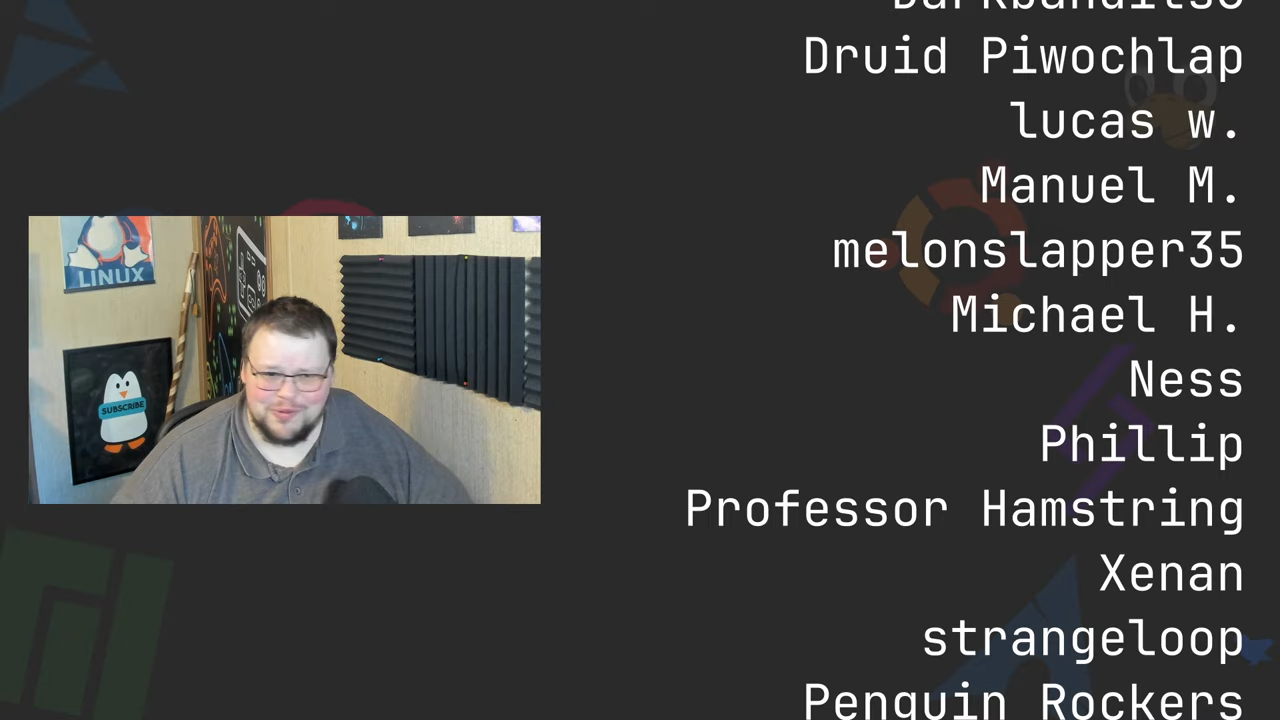 Druid Piwochlap
lucas w.
Manuel M.
melonslapper35
Michael H.
Ness
Phillip
Professor Hamstring
Xenan
strangeloop
Penguin Rockers
LINUX
SUBSCRIBE